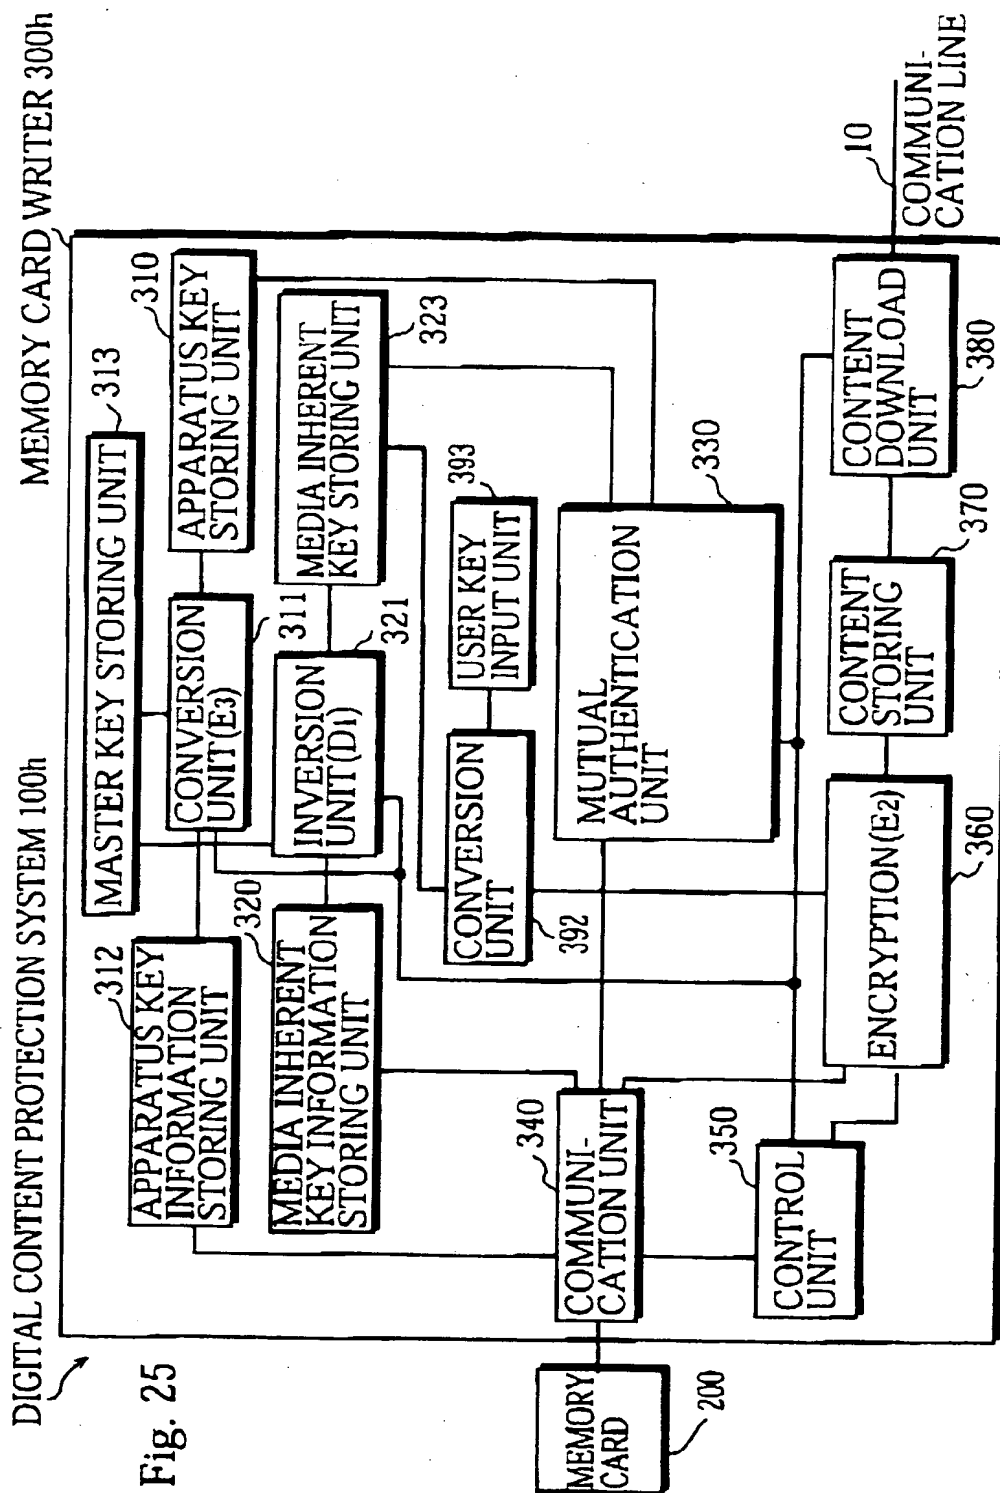 Fig. 25
DIGITAL CONTENT PROTECTION SYSTEM 100h
MEMORY CARD WRITER 300h
MASTER KEY STORING UNIT
313
312
APPARATUS KEY
INFORMATION
STORING UNIT
CONVERSION
UNIT(E3)
311
APPARATUS KEY
STORING UNIT
310
320
MEDIA INHERENT
KEY INFORMATION
STORING UNIT
INVERSION
UNIT(D1)
321
MEDIA INHERENT
KEY STORING UNIT
323
CONVERSION
UNIT
392
USER KEY
INPUT UNIT
393
MEMORY
CARD
200
COMMUNI-
CATION UNIT
340
MUTUAL
AUTHENTICATION
UNIT
330
CONTROL
UNIT
350
ENCRYPTION(E2)
360
CONTENT
STORING
UNIT
370
CONTENT
DOWNLOAD
UNIT
380
10
COMMUNI-
CATION LINE